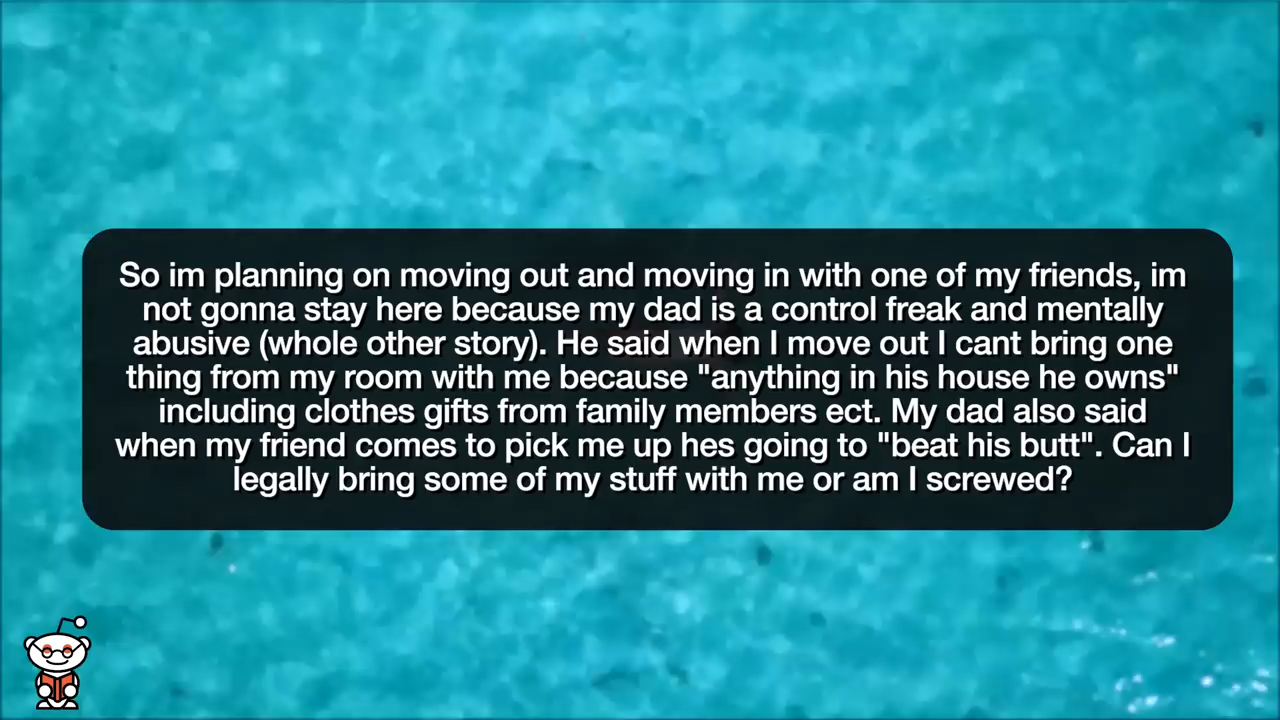 So im planning on moving out and moving in with one of my friends, im
not gonna stay here because my dad is a control freak and mentally
abusive (whole other story). He said when I move out I cant bring one
thing from my room with me because "anything in his house he owns"
including clothes gifts from family members ect. My dad also said
when my friend comes to pick me up hes going to "beat his butt". Can I
legally bring some of my stuff with me or am I screwed?